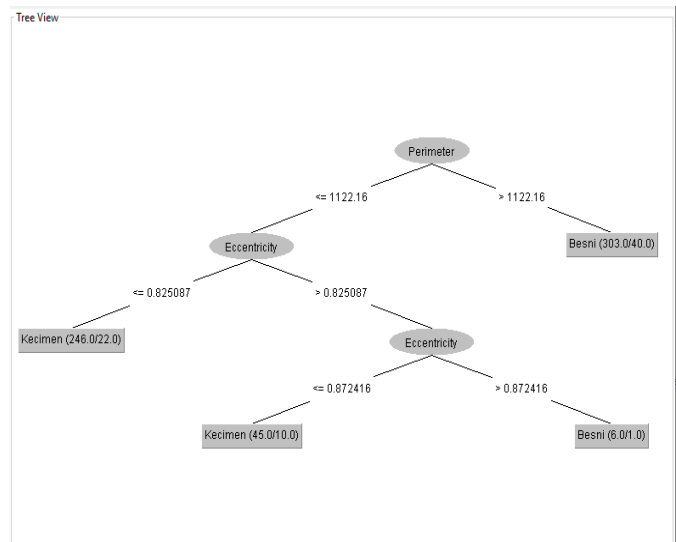 Tree View
Perimeter
<= 1122.16
> 1122.16
Eccentricity
Besni (303.0/40.0)
<= 0.825087
> 0.825087
Kecimen (246.0/22.0)
Eccentricity
<= 0.872416
> 0.872416
Kecimen (45.0/10.0)
Besni (6.0/1.0)